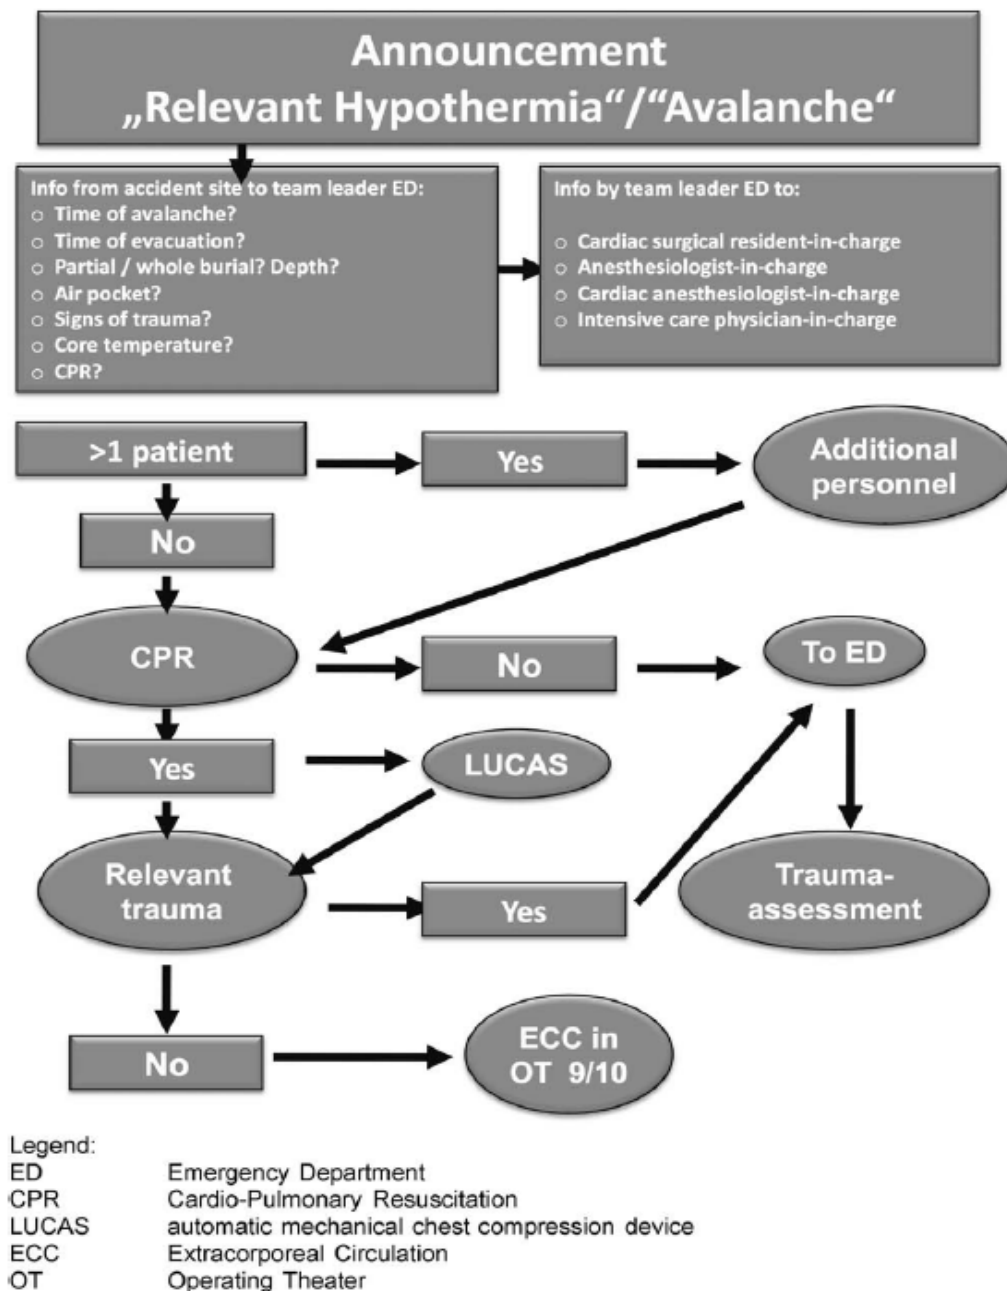 Announcement
„Relevant Hypothermia“/“Avalanche“
Info from accident site to team leader ED:
○ Time of avalanche?
○ Time of evacuation?
○ Partial / whole burial? Depth?
○ Air pocket?
○ Signs of trauma?
○ Core temperature?
○ CPR?
Info by team leader ED to:
○ Cardiac surgical resident-in-charge
○ Anesthesiologist-in-charge
○ Cardiac anesthesiologist-in-charge
○ Intensive care physician-in-charge
>1 patient
Yes
Additional
personnel
No
CPR
No
To ED
Yes
LUCAS
Relevant
trauma
Yes
Trauma-
assessment
No
ECC in
OT 9/10
Legend:
ED Emergency Department
CPR Cardio-Pulmonary Resuscitation
LUCAS automatic mechanical chest compression device
ECC Extracorporeal Circulation
OT Operating Theater